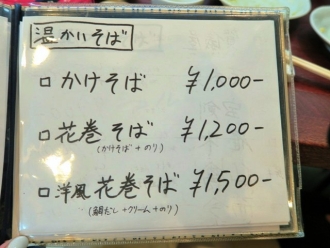 温かいそば
□ かけそば ¥1,000-
□ 花巻そば ¥1,200-
(かけそば + のり)
□ 洋風 花巻そば ¥1,500-
(鯛だし + クリーム + のり)